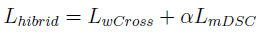 L_{hibrid} = L_{wCross} + αL_{mDSC}